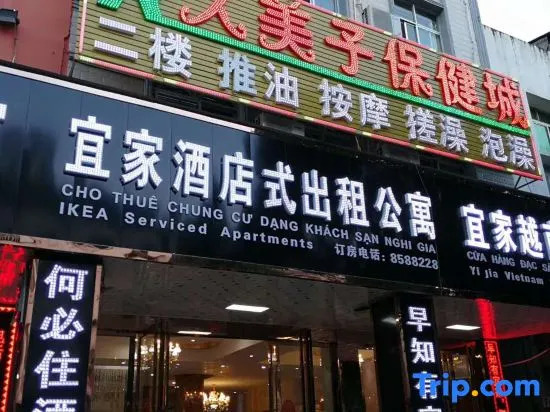 美子保健城
二楼 推油 按摩 搓澡 泡澡
宜家酒店式出租公寓
CHO THUÊ CHUNG CƯ DẠNG KHÁCH SẠN NGHI GIA
IKEA Serviced Apartments 订房电话：8588228
宜家越
CỬA HÀNG ĐẶC
Yi jia Vietnam
何必住酒
早知有
Trip.com